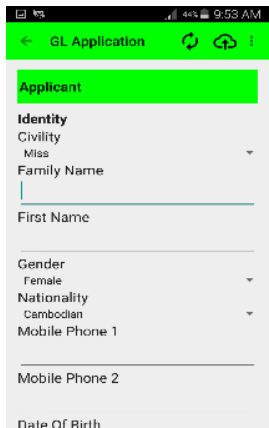 44% 9:53 AM
GL Application
Applicant
Identity
Civility
Miss
Family Name
First Name
Gender
Female
Nationality
Cambodian
Mobile Phone 1
Mobile Phone 2
Date Of Birth